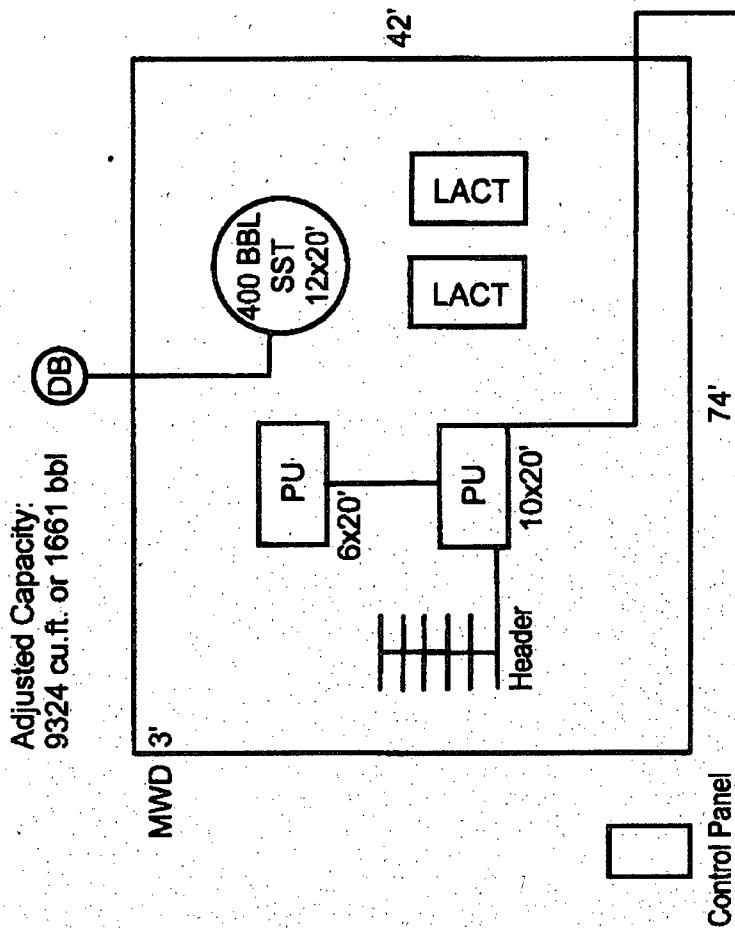 Adjusted Capacity:
9324 cu.ft. or 1661 bbl
DB
MWD 3'
42'
400 BBL
SST
12x20'
PU
6x20'
LACT
LACT
PU
10x20'
Header
74'
Control Panel